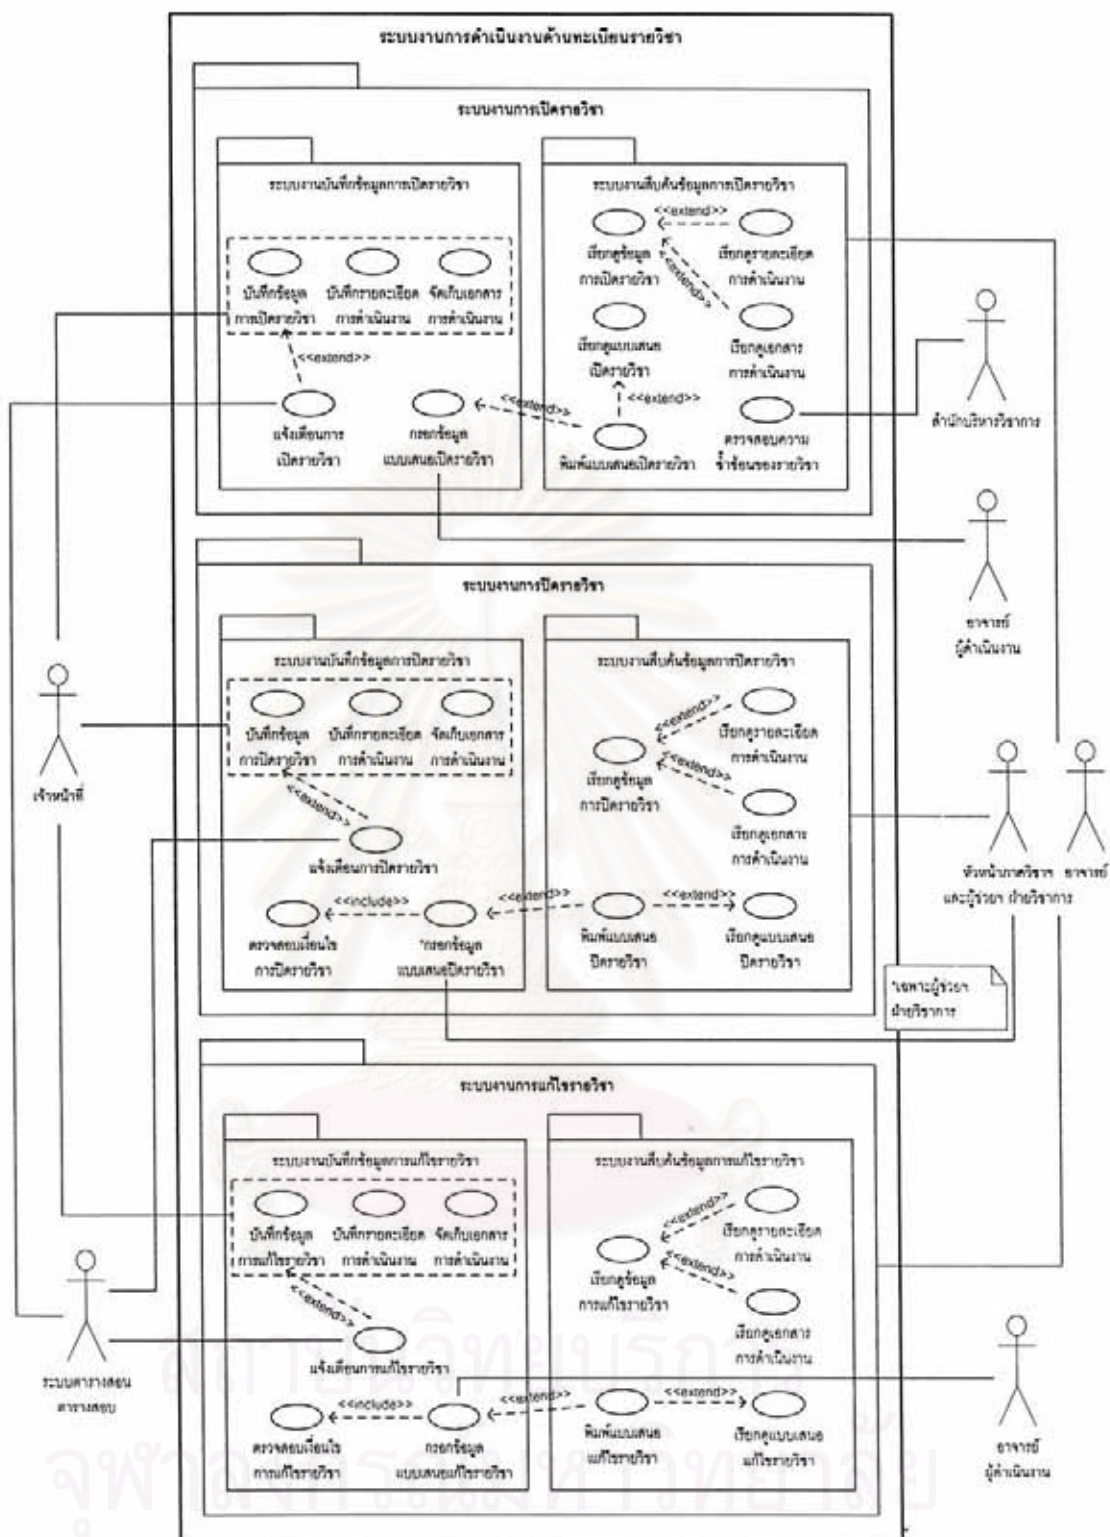 ระบบงานการดำเนินงานด้านทะเบียนรายวิชา
ระบบงานการเปิดรายวิชา
ระบบงานบันทึกข้อมูลการเปิดรายวิชา
บันทึกข้อมูล
การเปิดรายวิชา
บันทึกรายละเอียด
การดำเนินงาน
จัดเก็บเอกสาร
การดำเนินงาน
<<extend>>
แจ้งเตือนการ
เปิดรายวิชา
กรอกข้อมูล
แบบเสนอเปิดรายวิชา
<<extend>>
ระบบงานสืบค้นข้อมูลการเปิดรายวิชา
<<extend>>
เรียกดูข้อมูล
การเปิดรายวิชา
เรียกดูรายละเอียด
การดำเนินงาน
<<extend>>
เรียกดูแบบเสนอ
เปิดรายวิชา
เรียกดูเอกสาร
การดำเนินงาน
<<extend>>
พิมพ์แบบเสนอเปิดรายวิชา
ตรวจสอบความ
ซ้ำซ้อนของรายวิชา
สำนักบริหารวิชาการ
อาจารย์
ผู้ดำเนินงาน
ระบบงานการปิดรายวิชา
ระบบงานบันทึกข้อมูลการปิดรายวิชา
บันทึกข้อมูล
การปิดรายวิชา
บันทึกรายละเอียด
การดำเนินงาน
จัดเก็บเอกสาร
การดำเนินงาน
<<extend>>
แจ้งเตือนการปิดรายวิชา
<<include>>
ตรวจสอบเงื่อนไข
การปิดรายวิชา
*กรอกข้อมูล
แบบเสนอปิดรายวิชา
<<extend>>
ระบบงานสืบค้นข้อมูลการปิดรายวิชา
<<extend>>
เรียกดูรายละเอียด
การดำเนินงาน
เรียกดูข้อมูล
การปิดรายวิชา
<<extend>>
เรียกดูเอกสาร
การดำเนินงาน
<<extend>>
พิมพ์แบบเสนอ
ปิดรายวิชา
เรียกดูแบบเสนอ
ปิดรายวิชา
เจ้าหน้าที่
หัวหน้าภาควิชาฯ
และผู้ช่วยฯ ฝ่ายวิชาการ
อาจารย์
*เฉพาะผู้ช่วยฯ
ฝ่ายวิชาการ
ระบบงานการแก้ไขรายวิชา
ระบบงานบันทึกข้อมูลการแก้ไขรายวิชา
บันทึกข้อมูล
การแก้ไขรายวิชา
บันทึกรายละเอียด
การดำเนินงาน
จัดเก็บเอกสาร
การดำเนินงาน
<<extend>>
แจ้งเตือนการแก้ไขรายวิชา
<<include>>
ตรวจสอบเงื่อนไข
การแก้ไขรายวิชา
กรอกข้อมูล
แบบเสนอแก้ไขรายวิชา
<<extend>>
ระบบงานสืบค้นข้อมูลการแก้ไขรายวิชา
<<extend>>
เรียกดูรายละเอียด
การดำเนินงาน
เรียกดูข้อมูล
การแก้ไขรายวิชา
<<extend>>
เรียกดูเอกสาร
การดำเนินงาน
<<extend>>
พิมพ์แบบเสนอ
แก้ไขรายวิชา
เรียกดูแบบเสนอ
แก้ไขรายวิชา
ระบบตารางสอน
ตารางสอบ
อาจารย์
ผู้ดำเนินงาน
สถาบันวิทยบริการ
จุฬาลงกรณ์มหาวิทยาลัย